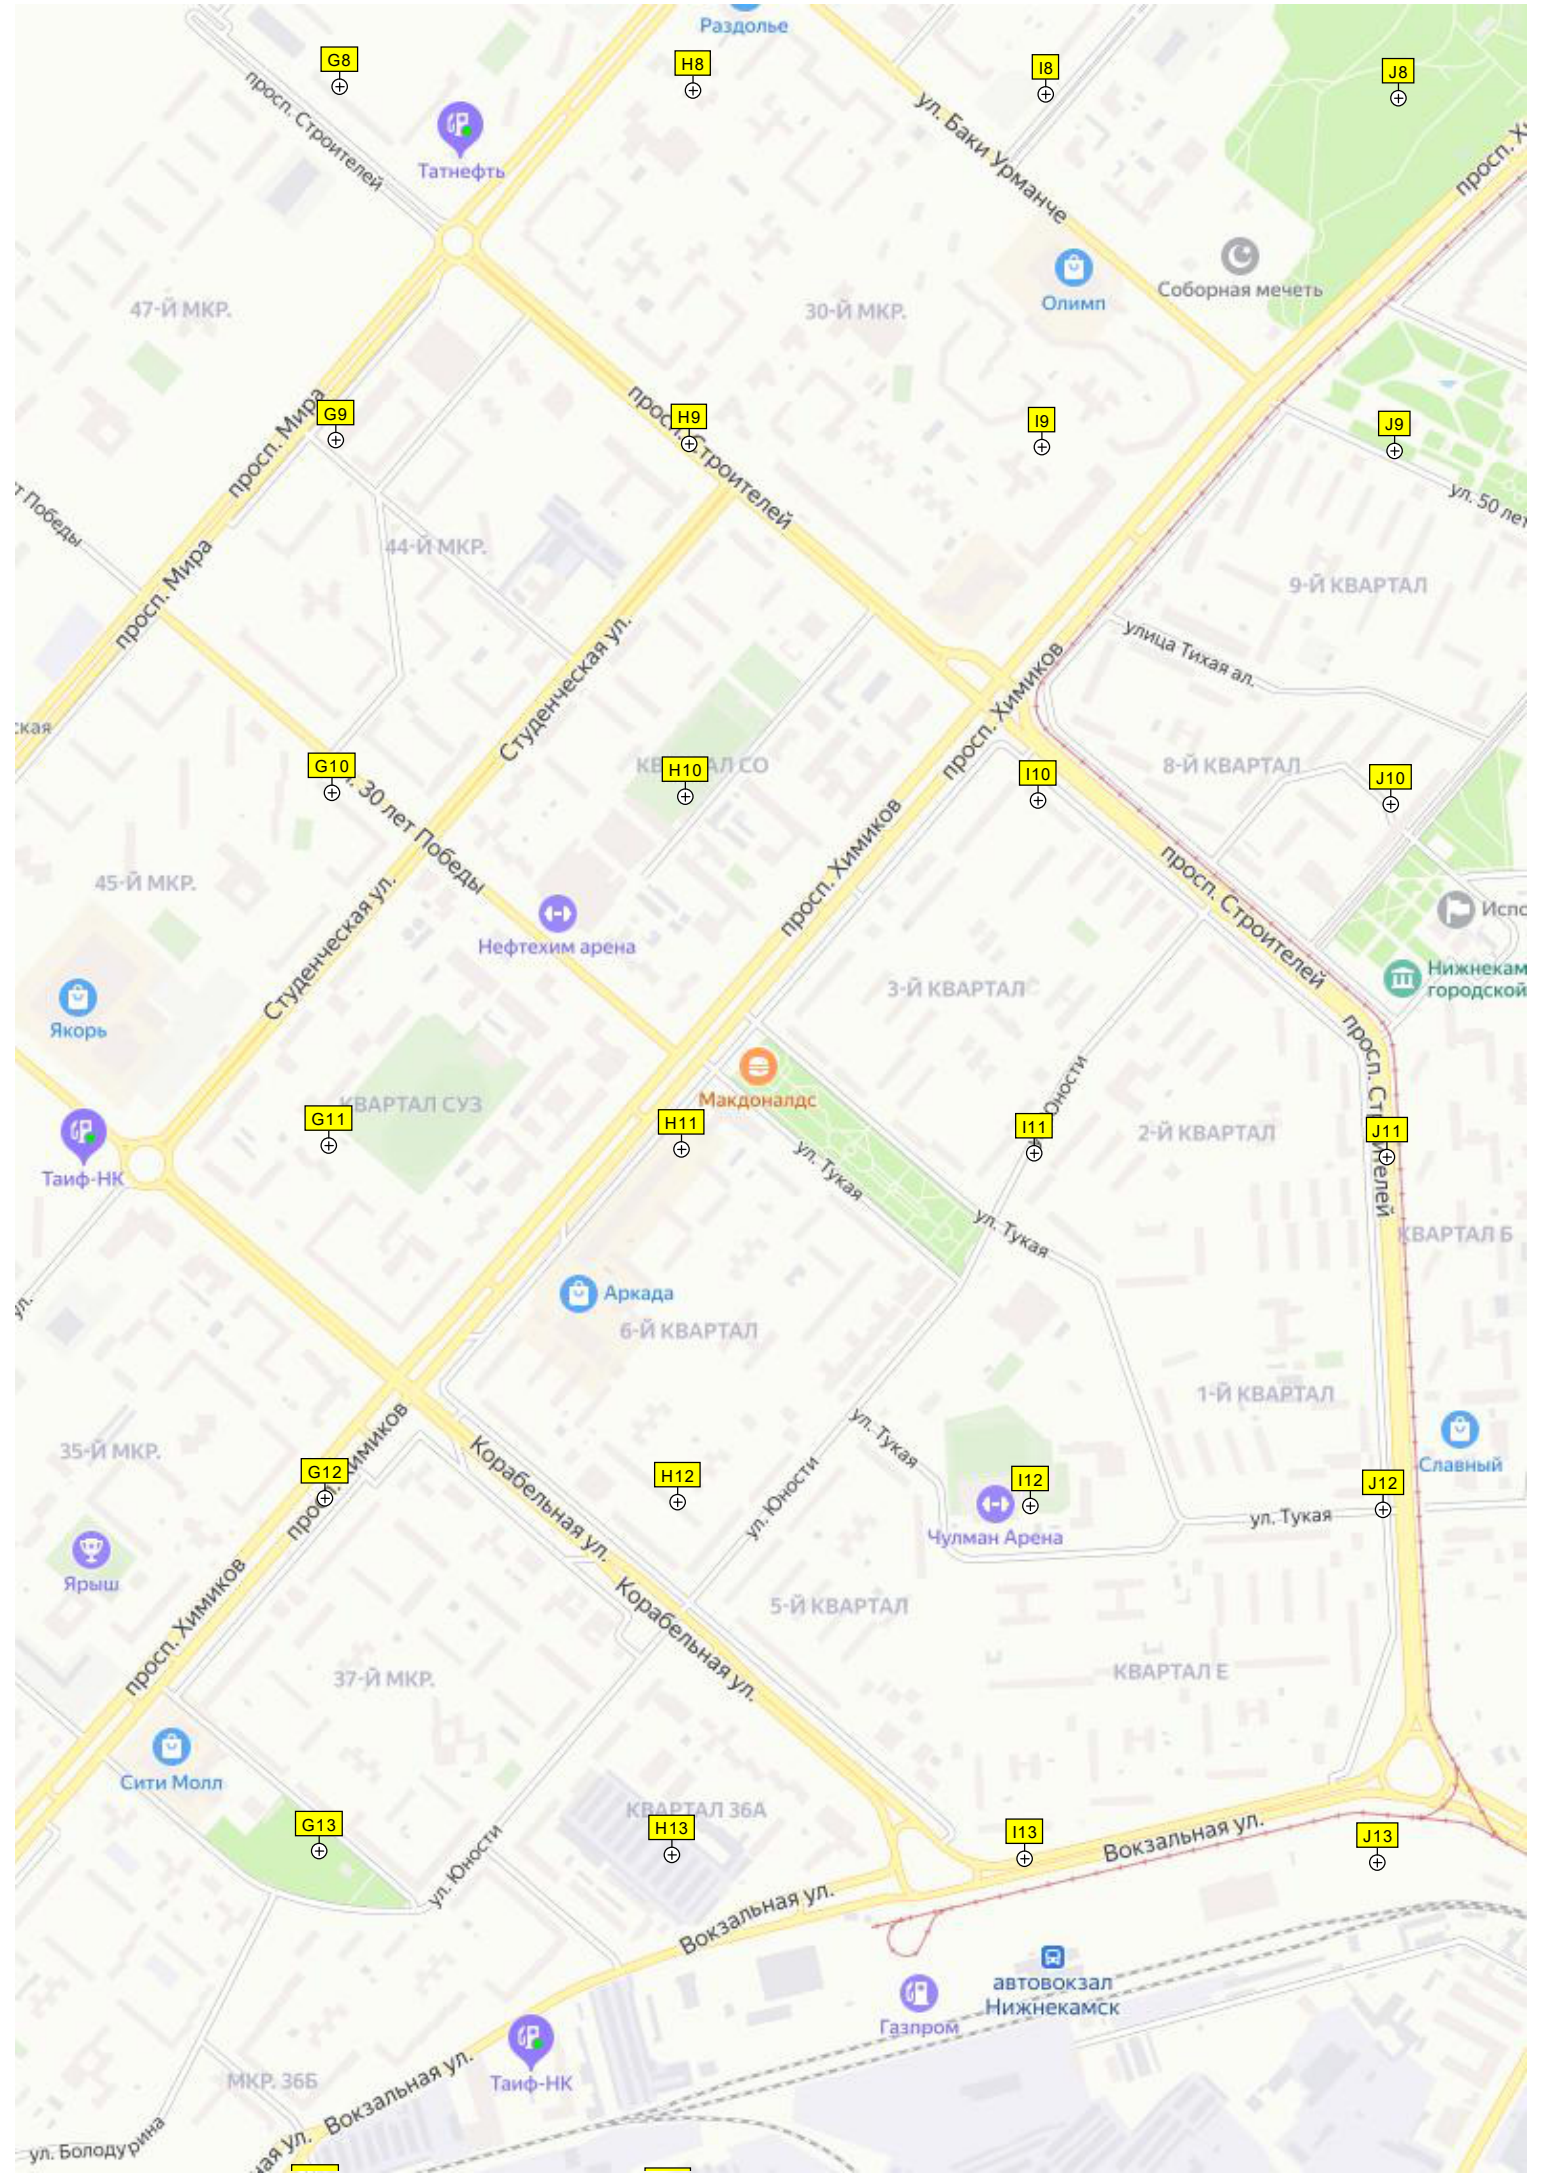 Раздолье
G8
H8
I8
J8
просп. Строителей
ул. Баки Урманче
Татнефть
просп.
Соборная мечеть
47-Й МКР.
30-Й МКР.
Олимп
просп. Мира
G9
H9
I9
J9
просп. Строителей
Победы
ул. 50 лет
44-Й МКР.
просп. Мира
9-Й КВАРТАЛ
Студенческая ул.
улица Тихая ал.
просп. Химиков
G10
H10
I10
J10
8-Й КВАРТАЛ
30 лет Победы
просп. Химиков
45-Й МКР.
просп. Строителей
Студенческая ул.
Нефтехим арена
Нижнекам
городской
3-Й КВАРТАЛ
Якорь
просп.
КВАРТАЛ СУЗ
Макдоналдс
Юности
G11
H11
I11
J11
2-Й КВАРТАЛ
ул. Тукая
Таиф-НК
ул. Тукая
КВАРТАЛ Б
ул.
Аркада
6-Й КВАРТАЛ
1-Й КВАРТАЛ
35-Й МКР.
ул. Тукая
Славный
G12
H12
I12
J12
Корабельная ул.
ул. Юности
ул. Тукая
Чулман Арена
Ярыш
просп. Химиков
Корабельная ул.
5-Й КВАРТАЛ
37-Й МКР.
КВАРТАЛ Е
Сити Молл
КВАРТАЛ 36А
G13
H13
I13
J13
Вокзальная ул.
ул. Юности
Вокзальная ул.
автовокзал
Нижнекамск
Газпром
Таиф-НК
МКР. 36Б
Вокзальная ул.
ул. Володурина
ул.